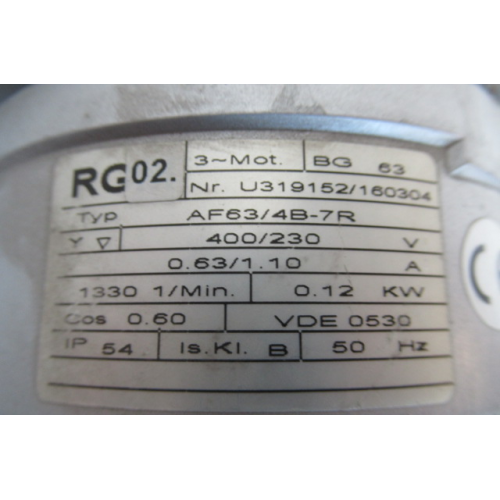 RG02.
3~Mot. BG 63
Nr. U319152/160304
Typ AF63/4B-7R
Y ▽ 400/230 V
0.63/1.10 A
1330 1/Min. 0.12 KW
Cos 0.60 VDE 0530
IP 54 Is.Kl. B 50 Hz
C